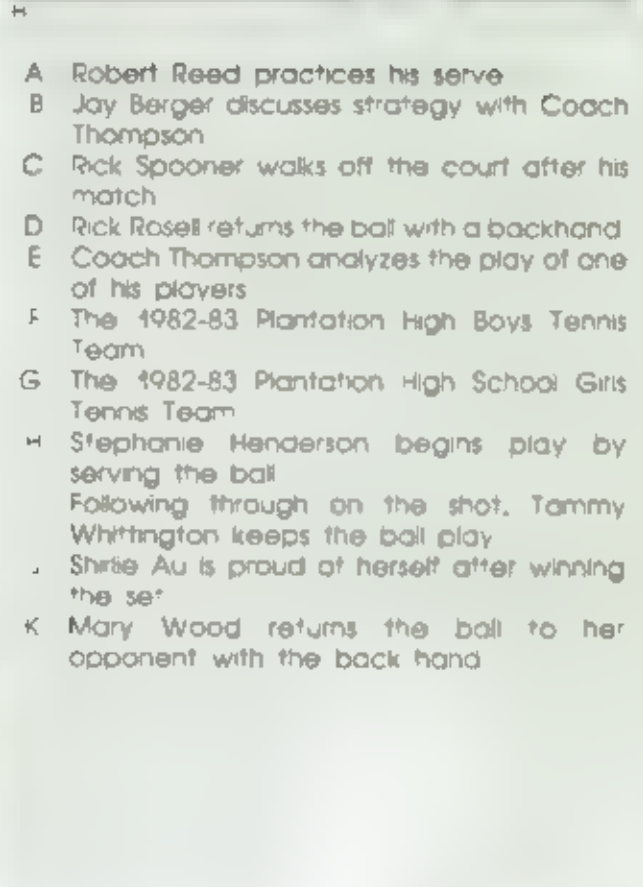 H
A Robert Reed practices his serve
B Jay Berger discusses strategy with Coach
Thompson
C Rick Spooner walks off the court after his
match
D Rick Rosell returns the ball with a backhand
E Coach Thompson analyzes the play of one
of his players
F The 1982-83 Plantation High Boys Tennis
Team
G The 1982-83 Plantation High School Girls
Tennis Team
H Stephanie Henderson begins play by
serving the ball
Following through on the shot, Tammy
Whittington keeps the ball play
J Shirlie Au is proud of herself after winning
the set
K Mary Wood returns the ball to her
opponent with the back hand